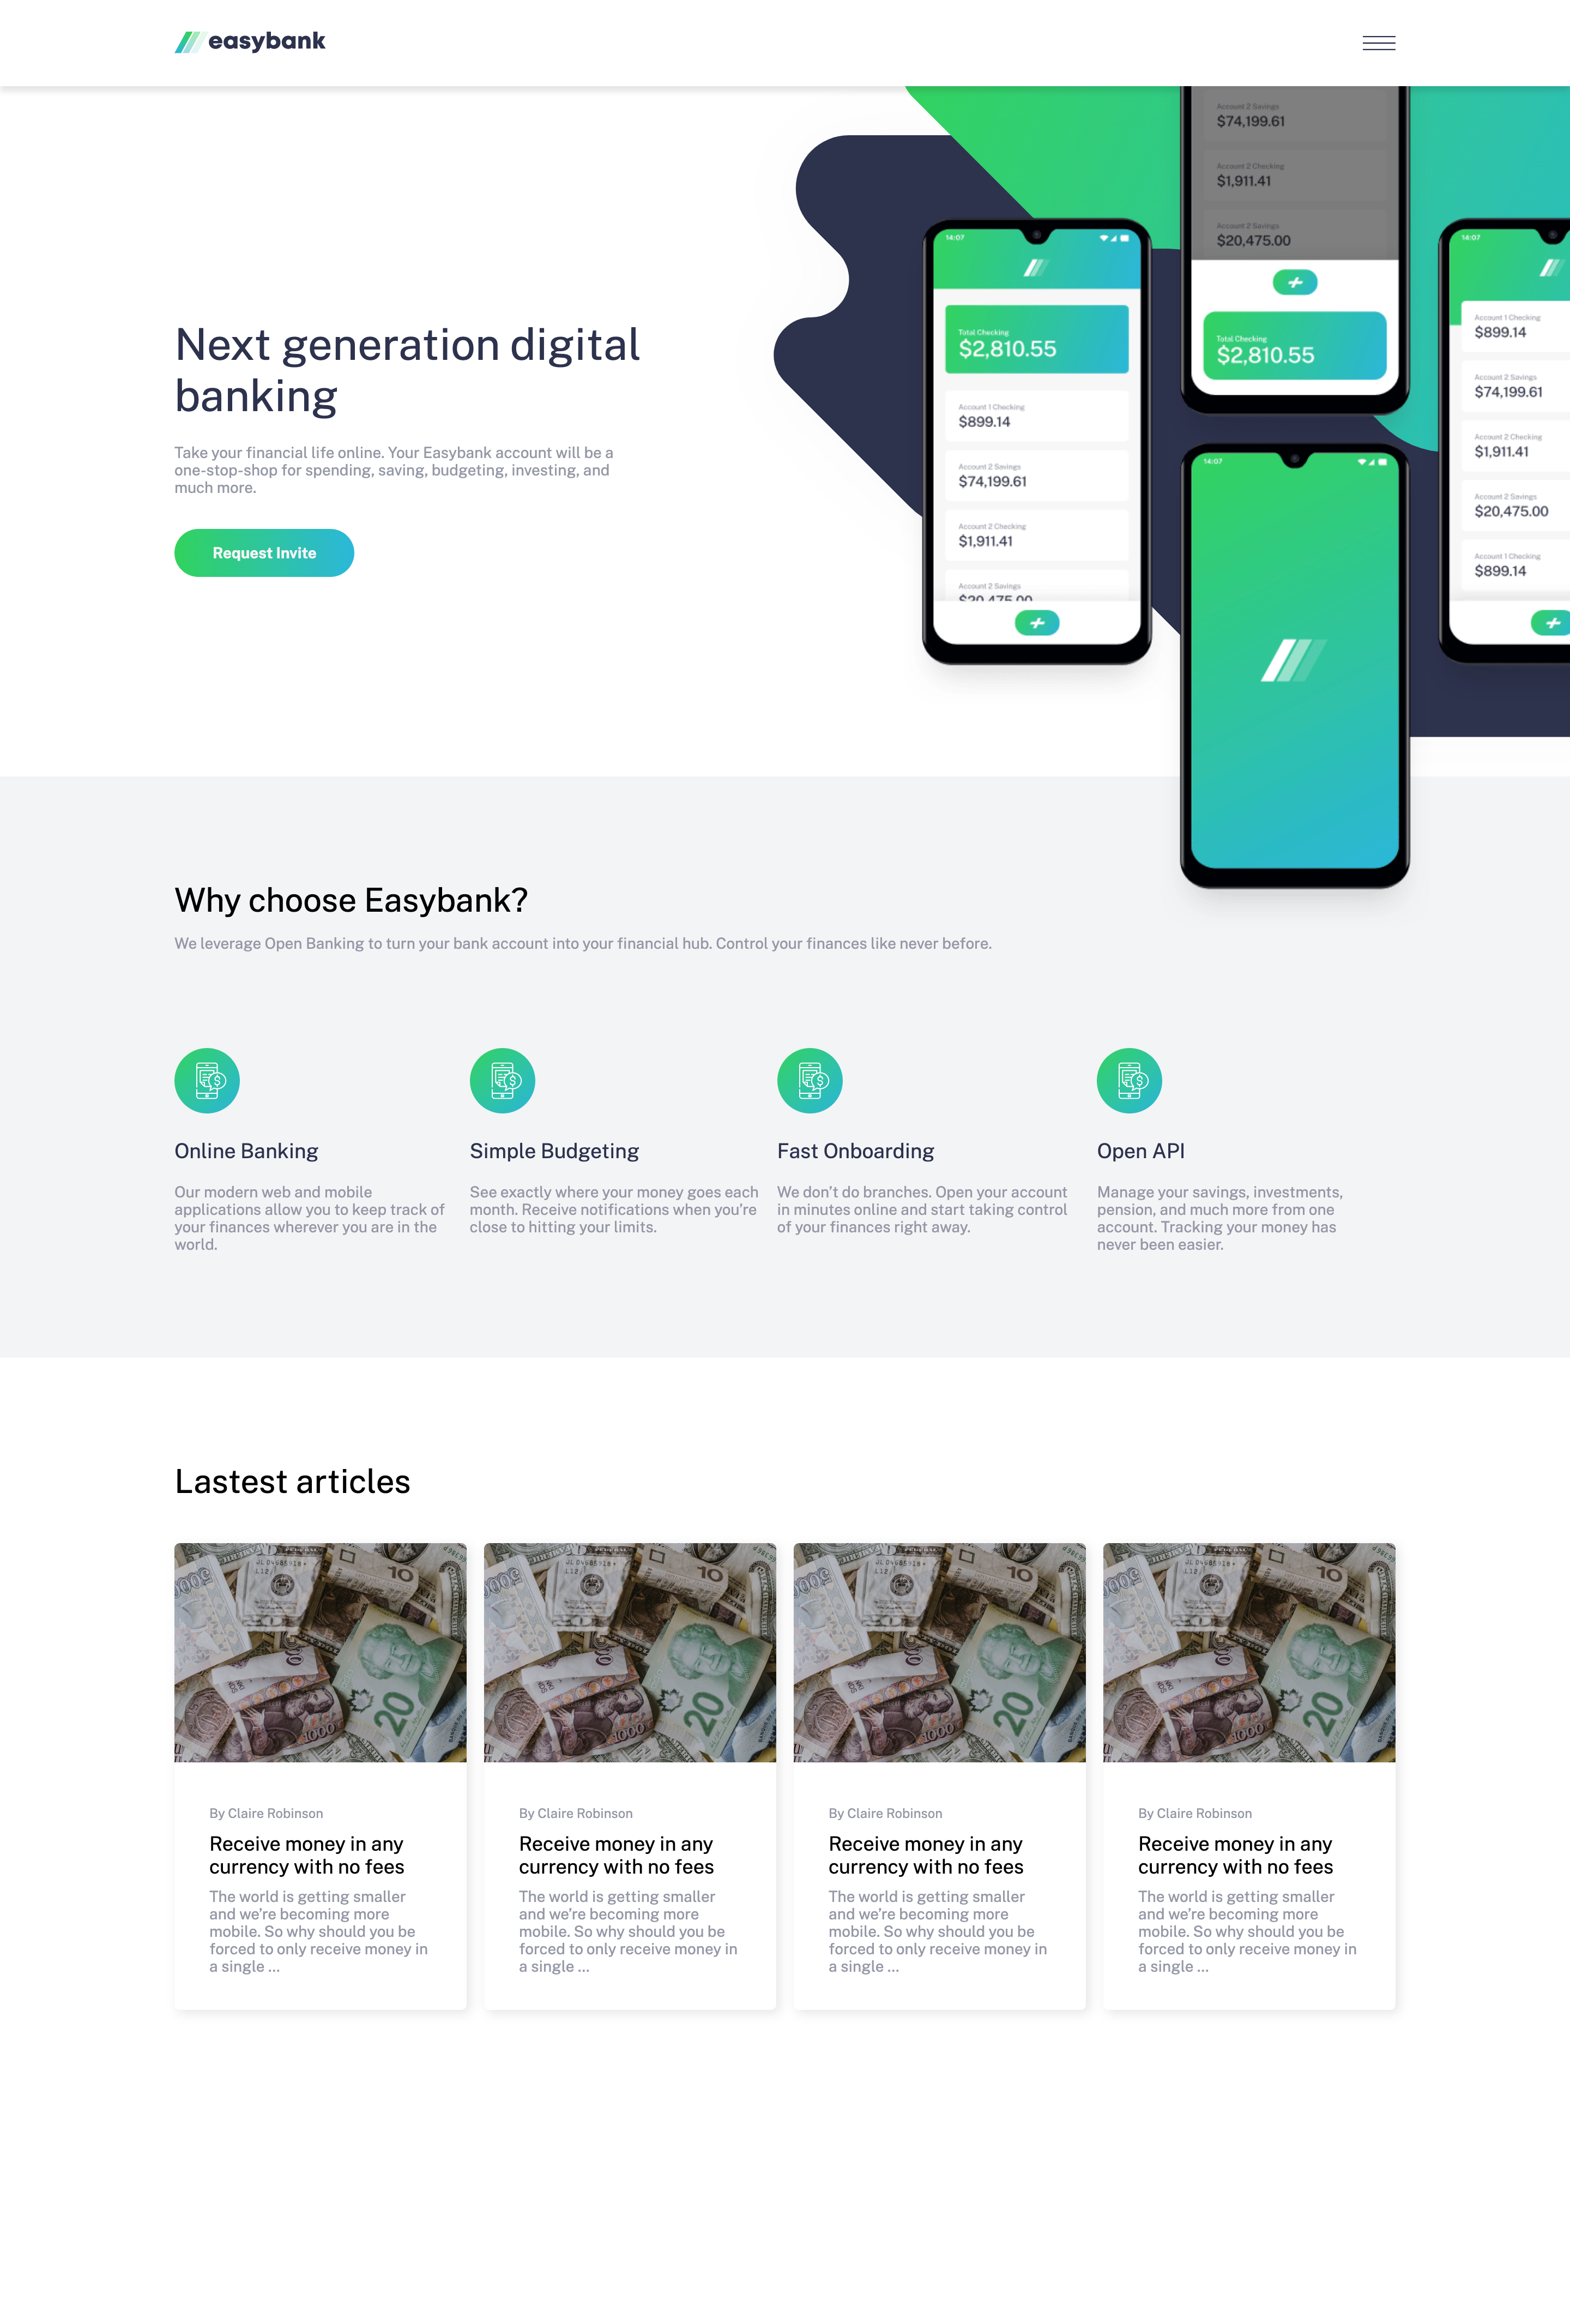 easybank
Next generation digital
banking
Take your financial life online. Your Easybank account will be a
one-stop-shop for spending, saving, budgeting, investing, and
much more.
Request Invite
14:07
Total Checking
$2,810.55
Account 1 Checking
$899.14
Account 2 Savings
$74,199.61
Account 2 Checking
$1,911.41
Account 2 Savings
$20,475.00
Account 2 Savings
$74,199.61
Account 2 Checking
$1,911.41
Account 2 Savings
$20,475.00
Total Checking
$2,810.55
14:07
14:07
Account 1 Checking
$899.14
Account 2 Savings
$74,199.61
Account 2 Checking
$1,911.41
Account 2 Savings
$20,475.00
Account 1 Checking
$899.14
Why choose Easybank?
We leverage Open Banking to turn your bank account into your financial hub. Control your finances like never before.
Online Banking
Our modern web and mobile
applications allow you to keep track of
your finances wherever you are in the
world.
Simple Budgeting
See exactly where your money goes each
month. Receive notifications when you’re
close to hitting your limits.
Fast Onboarding
We don’t do branches. Open your account
in minutes online and start taking control
of your finances right away.
Open API
Manage your savings, investments,
pension, and much more from one
account. Tracking your money has
never been easier.
Lastest articles
10
20
1000
By Claire Robinson
Receive money in any
currency with no fees
The world is getting smaller
and we’re becoming more
mobile. So why should you be
forced to only receive money in
a single ...
10
20
1000
By Claire Robinson
Receive money in any
currency with no fees
The world is getting smaller
and we’re becoming more
mobile. So why should you be
forced to only receive money in
a single ...
10
20
1000
By Claire Robinson
Receive money in any
currency with no fees
The world is getting smaller
and we’re becoming more
mobile. So why should you be
forced to only receive money in
a single ...
10
20
1000
By Claire Robinson
Receive money in any
currency with no fees
The world is getting smaller
and we’re becoming more
mobile. So why should you be
forced to only receive money in
a single ...